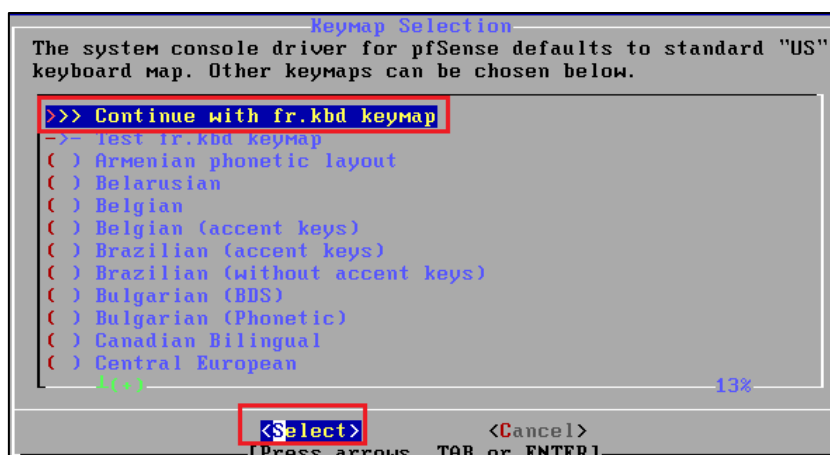 Keymap Selection
The system console driver for pfSense defaults to standard "US"
keyboard map. Other keymaps can be chosen below.
>>> Continue with fr.kbd keymap
->- Test fr.kbd keymap
( ) Armenian phonetic layout
( ) Belarusian
( ) Belgian
( ) Belgian (accent keys)
( ) Brazilian (accent keys)
( ) Brazilian (without accent keys)
( ) Bulgarian (BDS)
( ) Bulgarian (Phonetic)
( ) Canadian Bilingual
( ) Central European
└(+) 13%
<Select> <Cancel>
[Press arrows, TAB or ENTER]